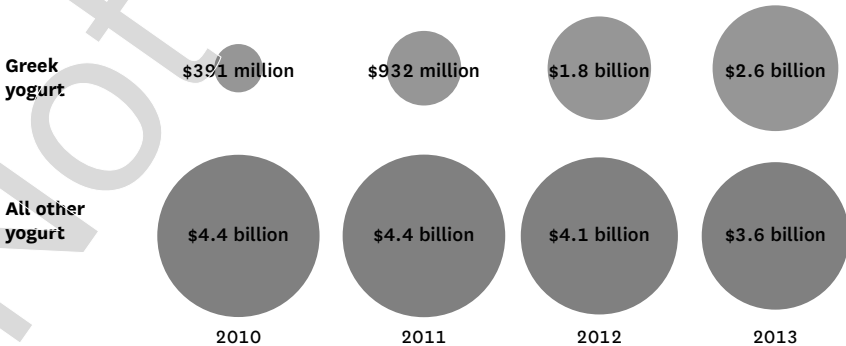 Greek
yogurt
$391 million
$932 million
$1.8 billion
$2.6 billion
All other
yogurt
$4.4 billion
$4.4 billion
$4.1 billion
$3.6 billion
2010
2011
2012
2013
Not